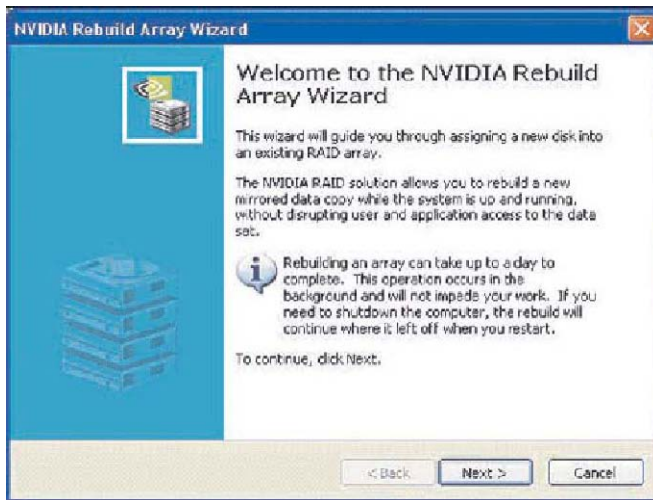 NVIDIA Rebuild Array Wizard
Welcome to the NVIDIA Rebuild
Array Wizard
This wizard will guide you through assigning a new disk into
an existing RAID array.
The NVIDIA RAID solution allows you to rebuild a new
mirrored data copy while the system is up and running,
without disrupting user and application access to the data
set.
Rebuilding an array can take up to a day to
complete. This operation occurs in the
background and will not impede your work. If you
need to shutdown the computer, the rebuild will
continue where it left off when you restart.
To continue, click Next.
< Back Next > Cancel